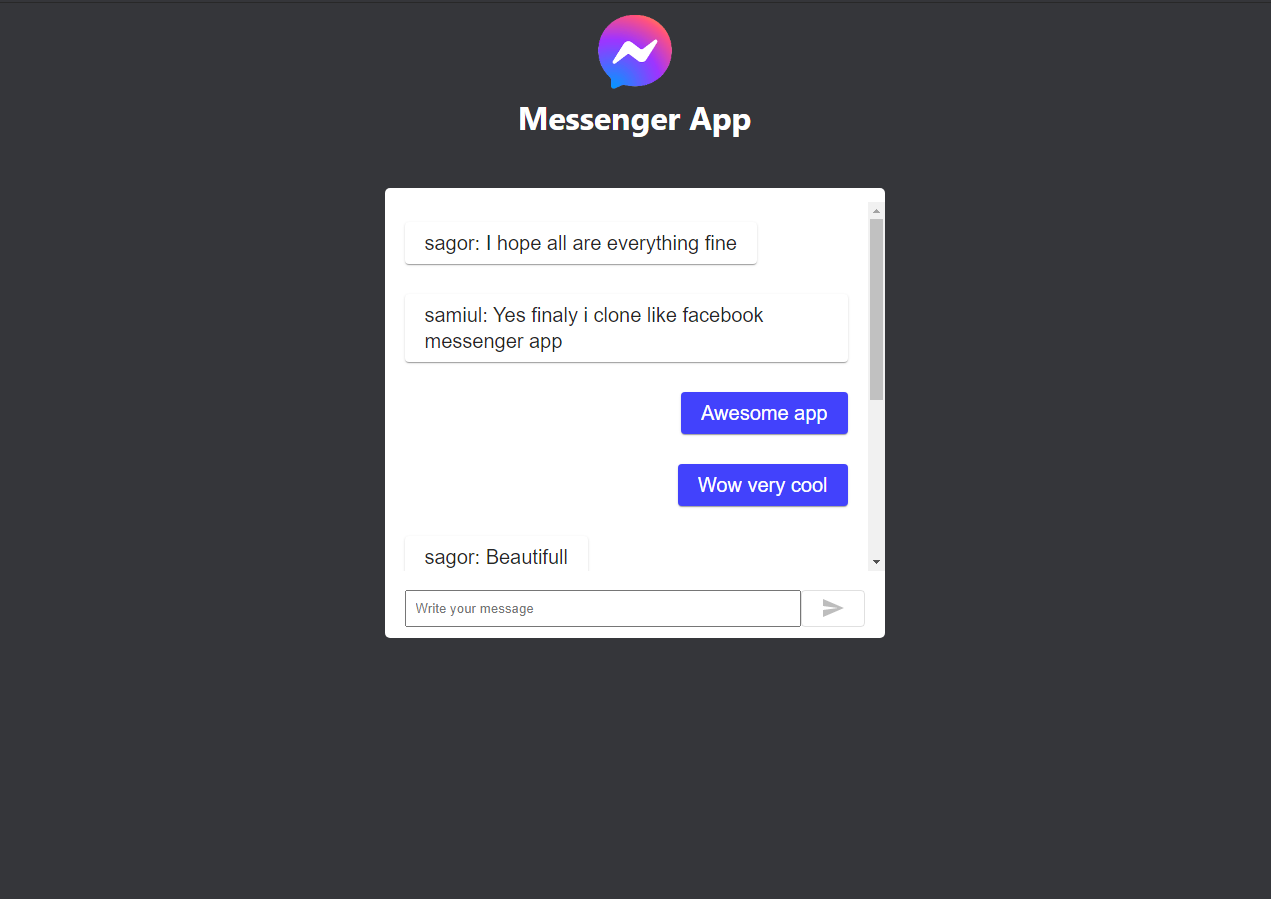 Messenger App
sagor: I hope all are everything fine
samiul: Yes finaly i clone like facebook
messenger app
Awesome app
Wow very cool
sagor: Beautifull
Write your message